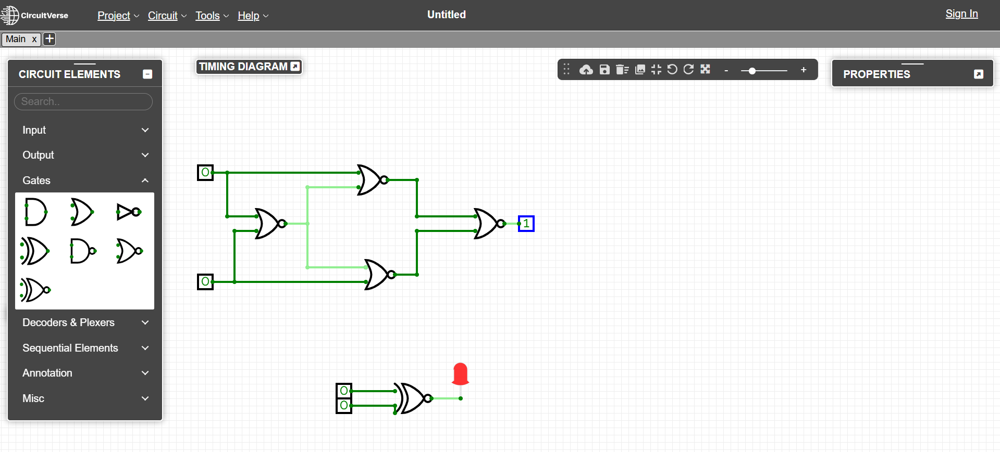 CircuitVerse
Project Circuit Tools Help
Untitled
Sign In
Main x +
CIRCUIT ELEMENTS
Search..
Input
Output
Gates
Decoders & Plexers
Sequential Elements
Annotation
Misc
TIMING DIAGRAM
- +
PROPERTIES
0
0
1
0
0